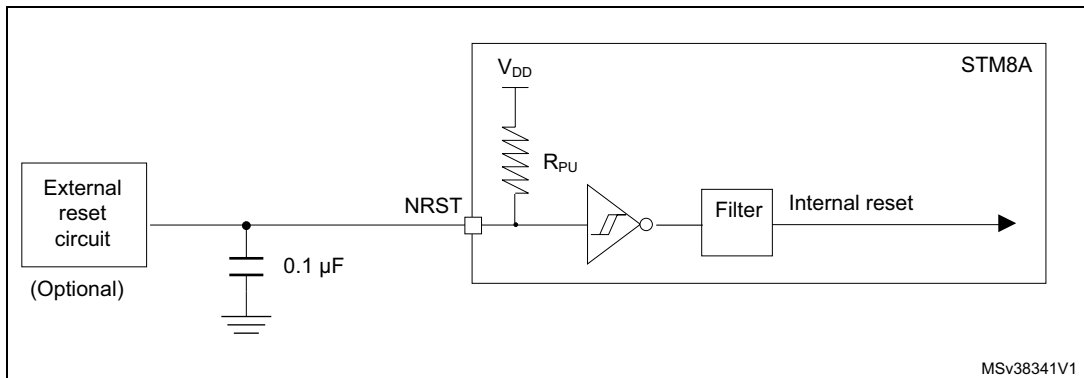 STM8A
V_DD
R_PU
External
reset
circuit
(Optional)
0.1 µF
NRST
Filter
Internal reset
MSv38341V1